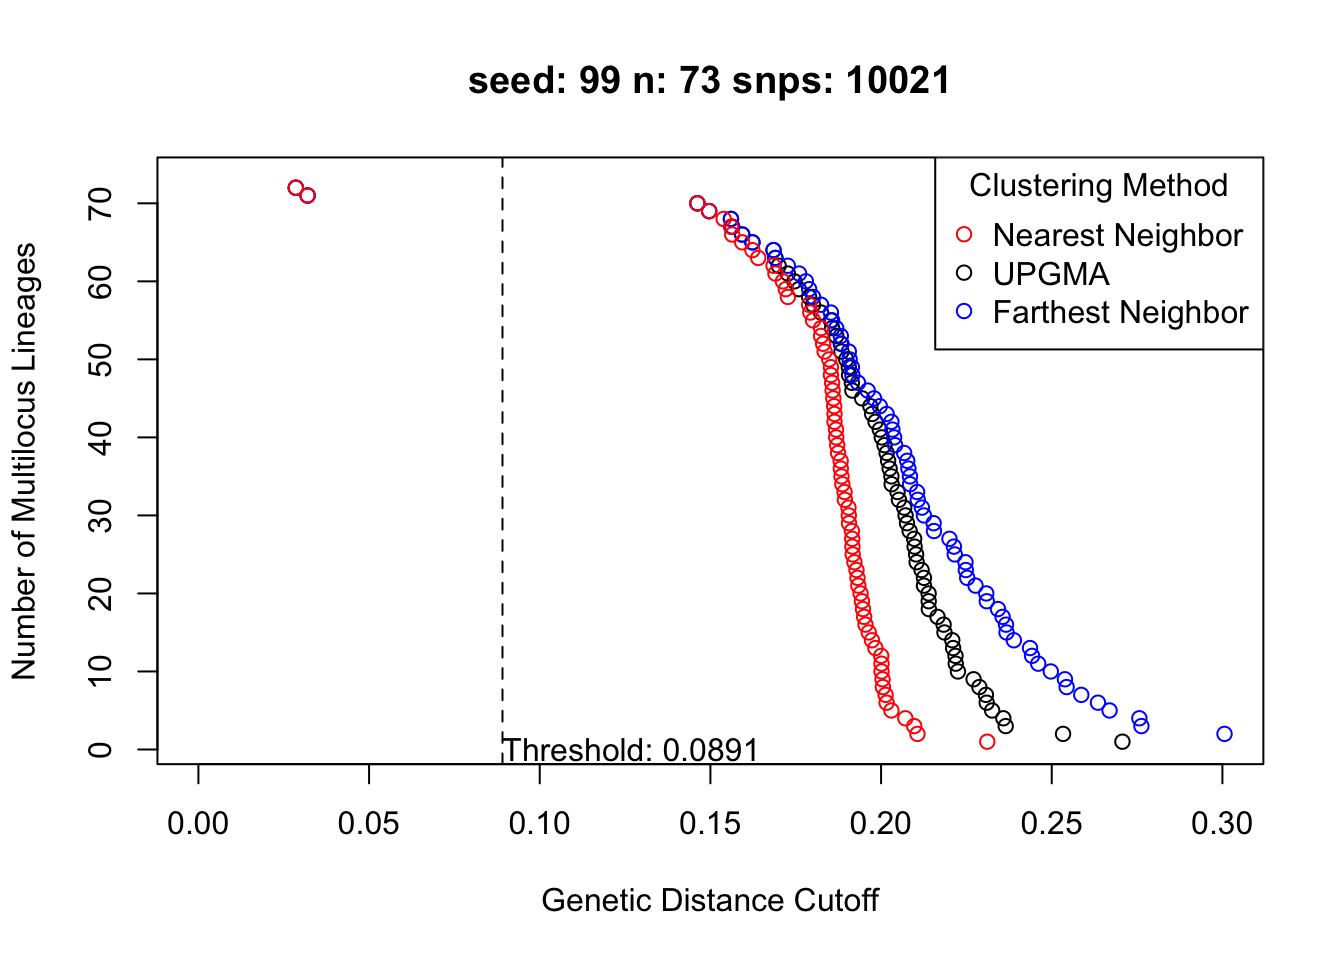 seed: 99 n: 73 snps: 10021
Clustering Method
Nearest Neighbor
UPGMA
Farthest Neighbor
Number of Multilocus Lineages
70
60
50
40
30
20
10
0
Threshold: 0.0891
0.00 0.05 0.10 0.15 0.20 0.25 0.30
Genetic Distance Cutoff